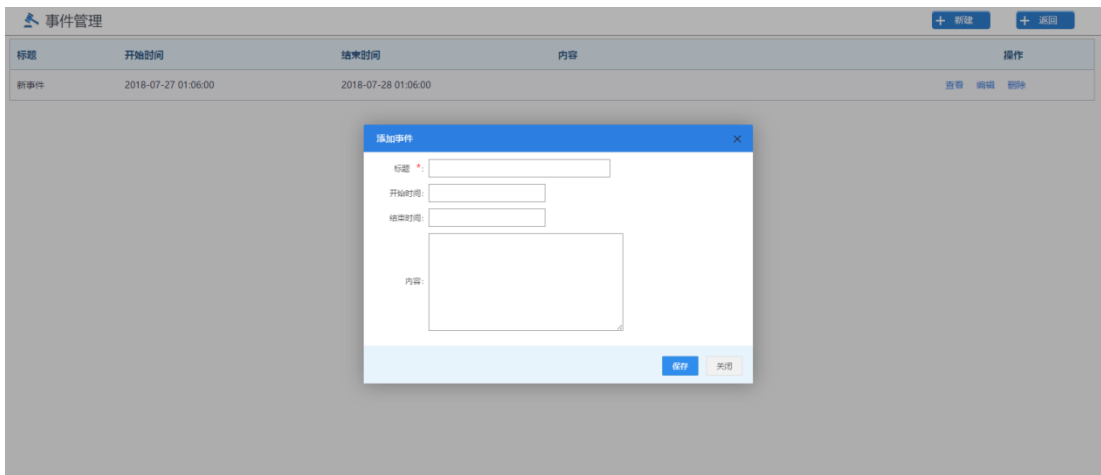 事件管理
+ 新建
+ 返回
标题 开始时间 结束时间 内容 操作
新事件 2018-07-27 01:06:00 2018-07-28 01:06:00 查看 编辑 删除
添加事件 ×
标题 *:
开始时间:
结束时间:
内容:
保存 关闭